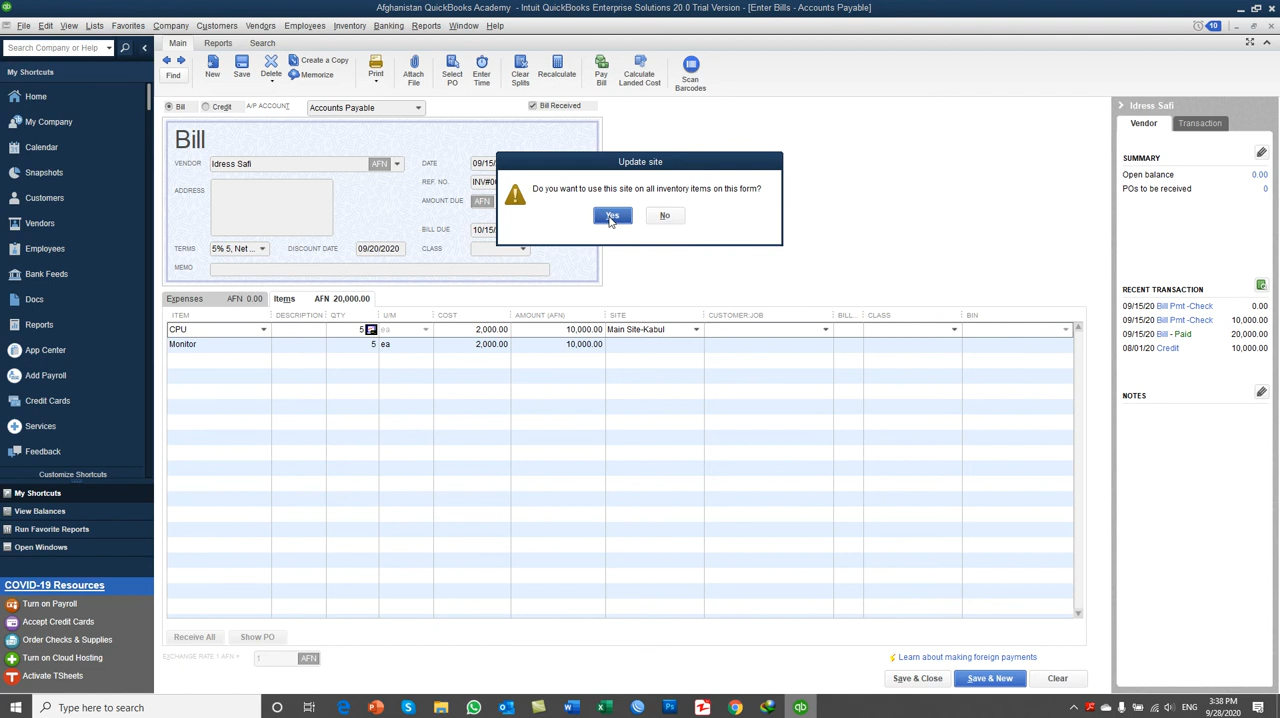 Afghanistan QuickBooks Academy - Intuit QuickBooks Enterprise Solutions 20.0 Trial Version - [Enter Bills - Accounts Payable]
File Edit View Lists Favorites Company Customers Vendors Employees Inventory Banking Reports Window Help 10
Search Company or Help
My Shortcuts
Home
My Company
Calendar
Snapshots
Customers
Vendors
Employees
Bank Feeds
Docs
Reports
App Center
Add Payroll
Credit Cards
Services
Feedback
Customize Shortcuts
My Shortcuts
View Balances
Run Favorite Reports
Open Windows
COVID-19 Resources
Turn on Payroll
Accept Credit Cards
Order Checks & Supplies
Turn on Cloud Hosting
Activate TSheets
Main Reports Search
Find New Save Delete Create a Copy Memorize Print Attach File Select PO Enter Time Clear Splits Recalculate Pay Bill Calculate Landed Cost Scan Barcodes
Bill Credit A/P ACCOUNT Accounts Payable Bill Received
Bill
VENDOR Idress Safi AFN DATE 09/15/
ADDRESS REF. NO. INV#0
AMOUNT DUE AFN
BILL DUE 10/15/
TERMS 5% 5, Net ... DISCOUNT DATE 09/20/2020 CLASS
MEMO
Update site
Do you want to use this site on all inventory items on this form?
Yes No
Expenses AFN 0.00 Items AFN 20,000.00
ITEM DESCRIPTION QTY U/M COST AMOUNT (AFN) SITE CUSTOMER:JOB BILL... CLASS BIN
CPU 5 ea 2,000.00 10,000.00 Main Site-Kabul
Monitor 5 ea 2,000.00 10,000.00
Receive All Show PO
EXCHANGE RATE 1 AFN = 1 AFN
Learn about making foreign payments
Save & Close Save & New Clear
Idress Safi
Vendor Transaction
SUMMARY
Open balance 0.00
POs to be received 0
RECENT TRANSACTION
09/15/20 Bill Pmt -Check 0.00
09/15/20 Bill Pmt -Check 10,000.00
09/15/20 Bill - Paid 20,000.00
08/01/20 Credit 10,000.00
NOTES
Type here to search
ENG
3:38 PM
9/28/2020